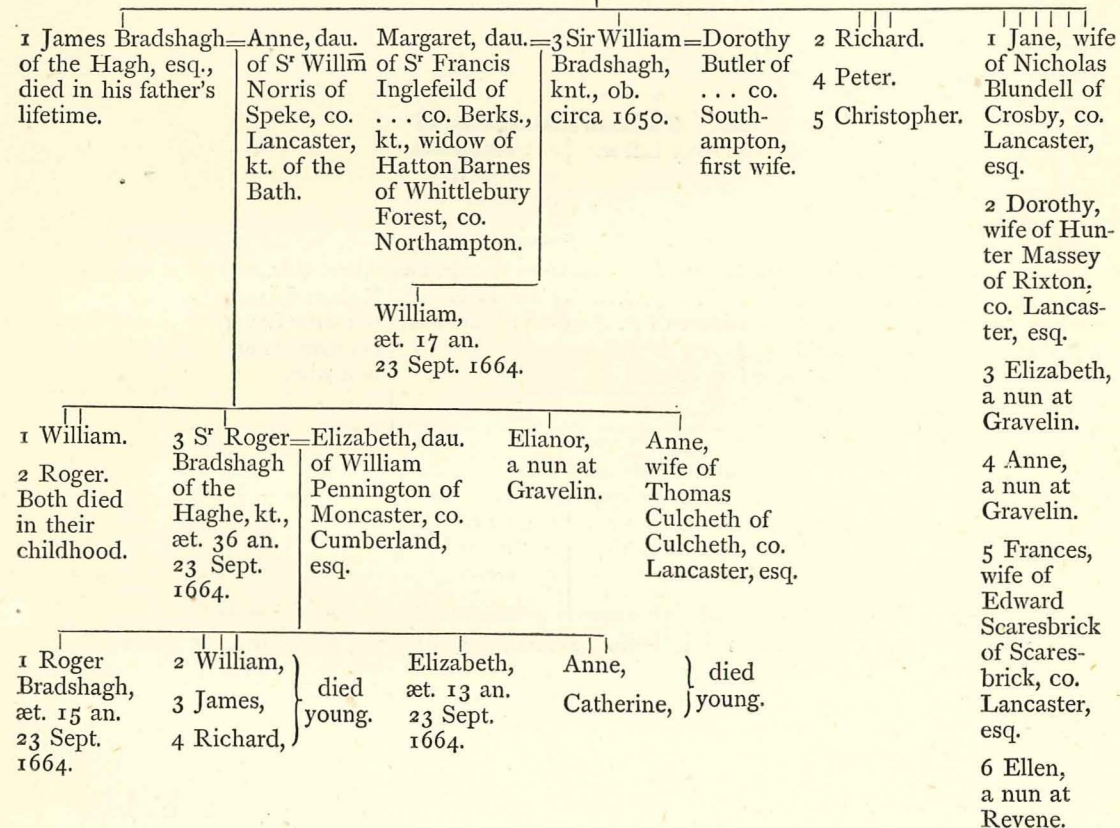 1 James Bradshagh=
of the Hagh, esq.,
died in his father's
lifetime.
Anne, dau.
of Sʳ Willm̄
Norris of
Speke, co.
Lancaster,
kt. of the
Bath.
Margaret, dau.=
of Sʳ Francis
Inglefeild of
. . . co. Berks.,
kt., widow of
Hatton Barnes
of Whittlebury
Forest, co.
Northampton.
3 Sir William=
Bradshagh,
knt., ob.
circa 1650.
Dorothy
Butler of
. . . co.
South-
ampton,
first wife.
2 Richard.
4 Peter.
5 Christopher.
1 Jane, wife
of Nicholas
Blundell of
Crosby, co.
Lancaster,
esq.
2 Dorothy,
wife of Hun-
ter Massey
of Rixton,
co. Lancas-
ter, esq.
3 Elizabeth,
a nun at
Gravelin.
4 Anne,
a nun at
Gravelin.
5 Frances,
wife of
Edward
Scaresbrick
of Scares-
brick, co.
Lancaster,
esq.
6 Ellen,
a nun at
Revene.
William,
æt. 17 an.
23 Sept. 1664.
1 William.
2 Roger.
Both died
in their
childhood.
3 Sʳ Roger=
Bradshagh
of the
Haghe, kt.,
æt. 36 an.
23 Sept.
1664.
Elizabeth, dau.
of William
Pennington of
Moncaster, co.
Cumberland,
esq.
Elianor,
a nun at
Gravelin.
Anne,
wife of
Thomas
Culcheth of
Culcheth, co.
Lancaster, esq.
1 Roger
Bradshagh,
æt. 15 an.
23 Sept.
1664.
2 William,
3 James,
4 Richard,
died
young.
Elizabeth,
æt. 13 an.
23 Sept.
1664.
Anne,
Catherine,
died
young.